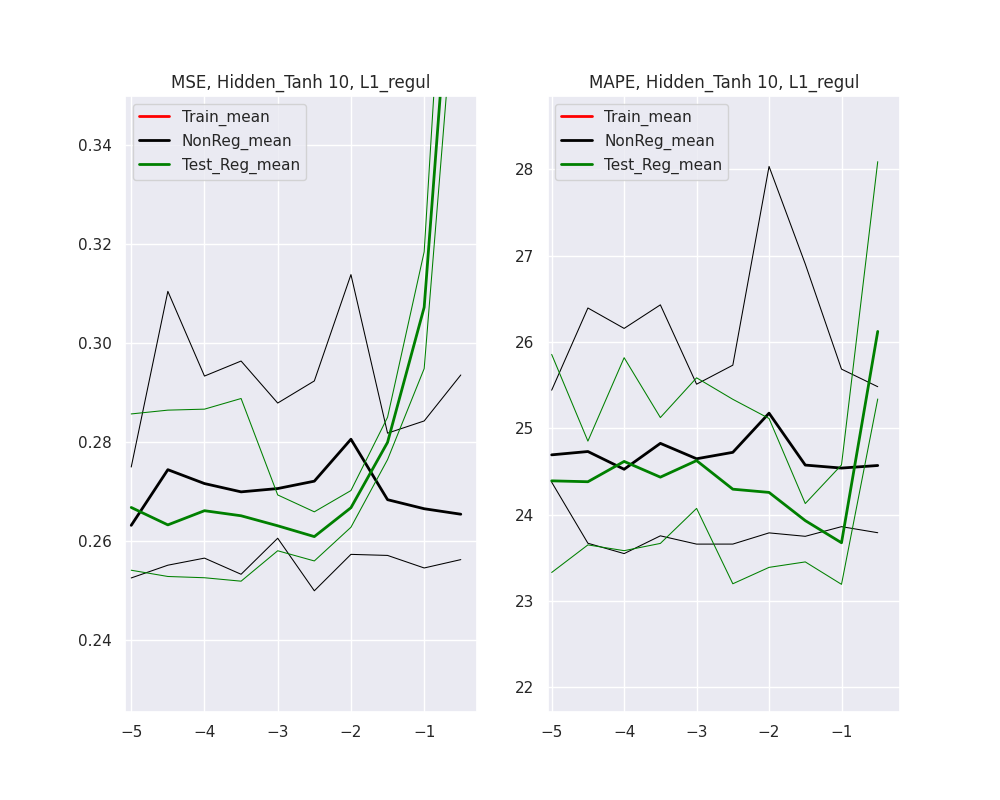 MSE, Hidden_Tanh 10, L1_regul
Train_mean
NonReg_mean
Test_Reg_mean
0.34
0.32
0.30
0.28
0.26
0.24
−5 −4 −3 −2 −1
MAPE, Hidden_Tanh 10, L1_regul
Train_mean
NonReg_mean
Test_Reg_mean
28
27
26
25
24
23
22
−5 −4 −3 −2 −1